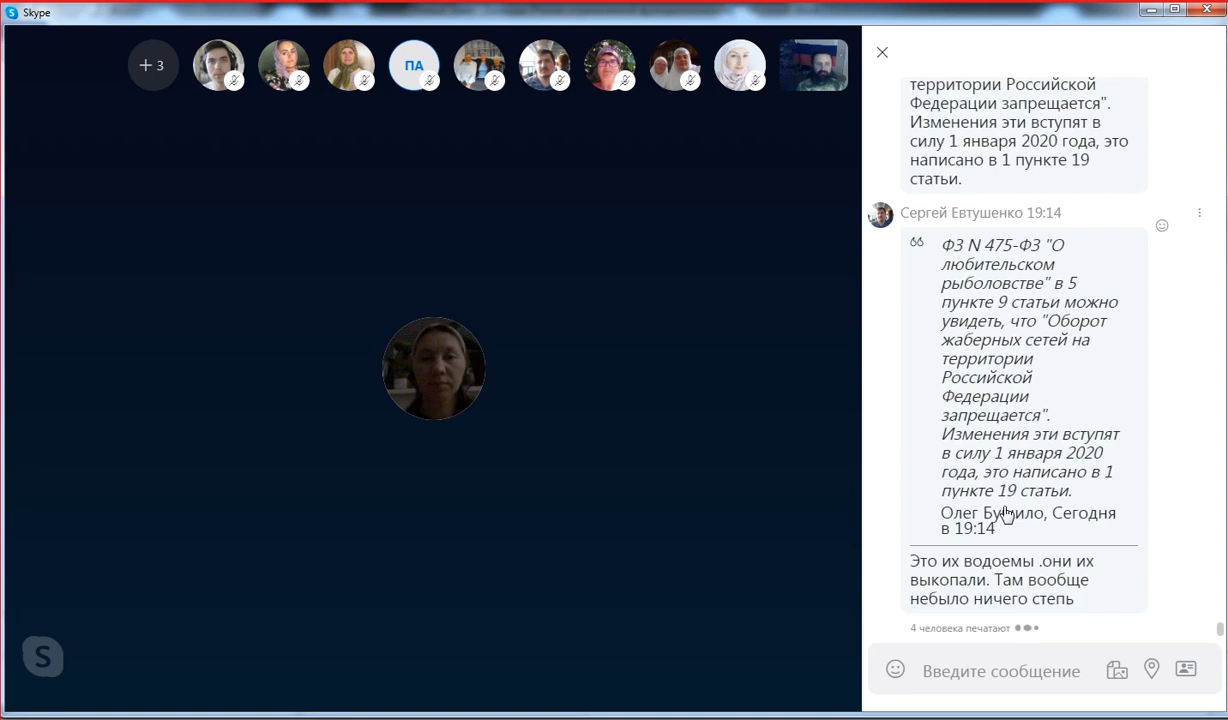 Skype
+ 3
ПА
территории Российской
Федерации запрещается".
Изменения эти вступят в
силу 1 января 2020 года, это
написано в 1 пункте 19
статьи.
Сергей Евтушенко 19:14
ФЗ N 475-ФЗ "О
любительском
рыболовстве" в 5
пункте 9 статьи можно
увидеть, что "Оборот
жаберных сетей на
территории
Российской
Федерации
запрещается".
Изменения эти вступят
в силу 1 января 2020
года, это написано в 1
пункте 19 статьи.
Олег, Сегодня
в 19:14
Это их водоемы .они их
выкопали. Там вообще
небыло ничего степь
4 человека печатают
S
Введите сообщение